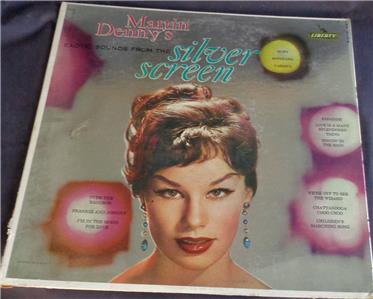 Martin
Denny's
EXOTIC SOUNDS FROM THE
silver
screen
LIBERTY
PARADISE
LOVE IS A MANY
SPLENDORED
THING
SINGIN' IN
THE RAIN
OVER THE
RAINBOW
FRANKIE AND JOHNNY
I'M IN THE MOOD
FOR LOVE
WE'RE OFF TO SEE
THE WIZARD
CHATTANOOGA
CHOO CHOO
CHILDREN'S
MARCHING SONG